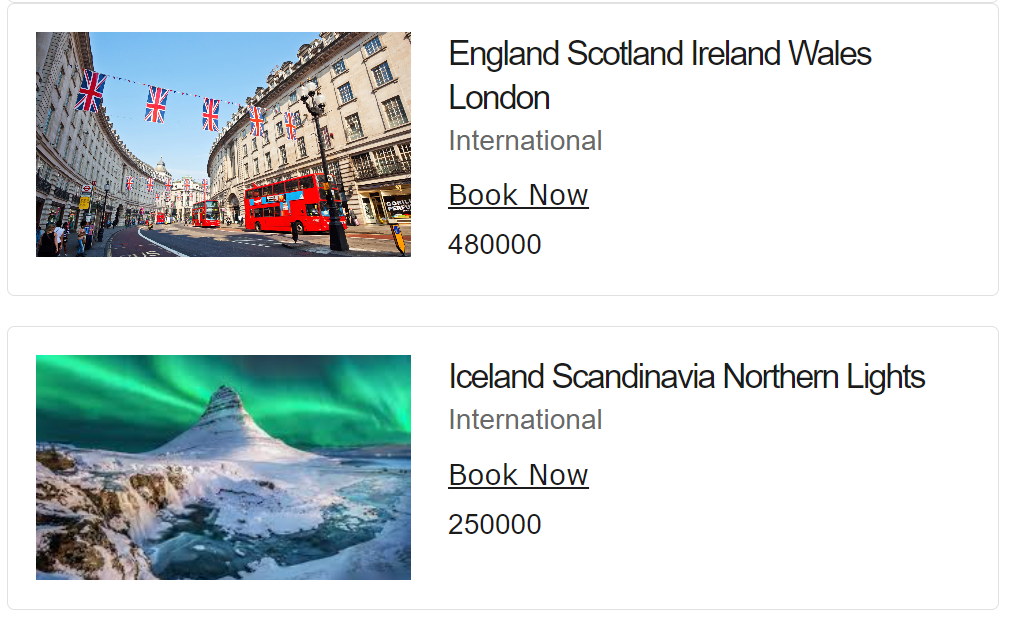 England Scotland Ireland Wales
London
International
Book Now
480000
Iceland Scandinavia Northern Lights
International
Book Now
250000